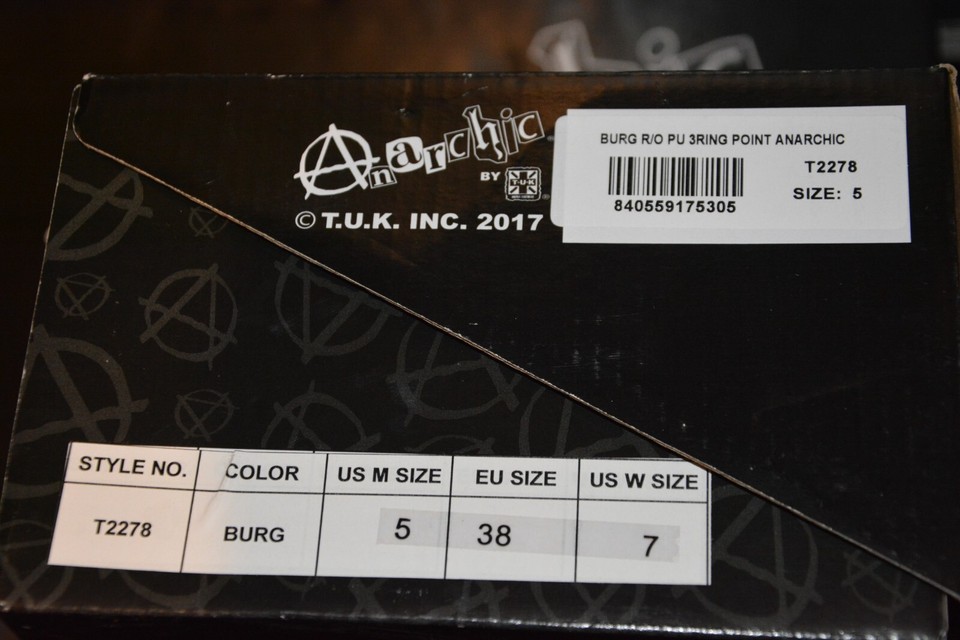 Anarchic
BY T.U.K
© T.U.K. INC. 2017
BURG R/O PU 3RING POINT ANARCHIC
T2278
SIZE: 5
840559175305
STYLE NO. COLOR US M SIZE EU SIZE US W SIZE
T2278 BURG 5 38 7